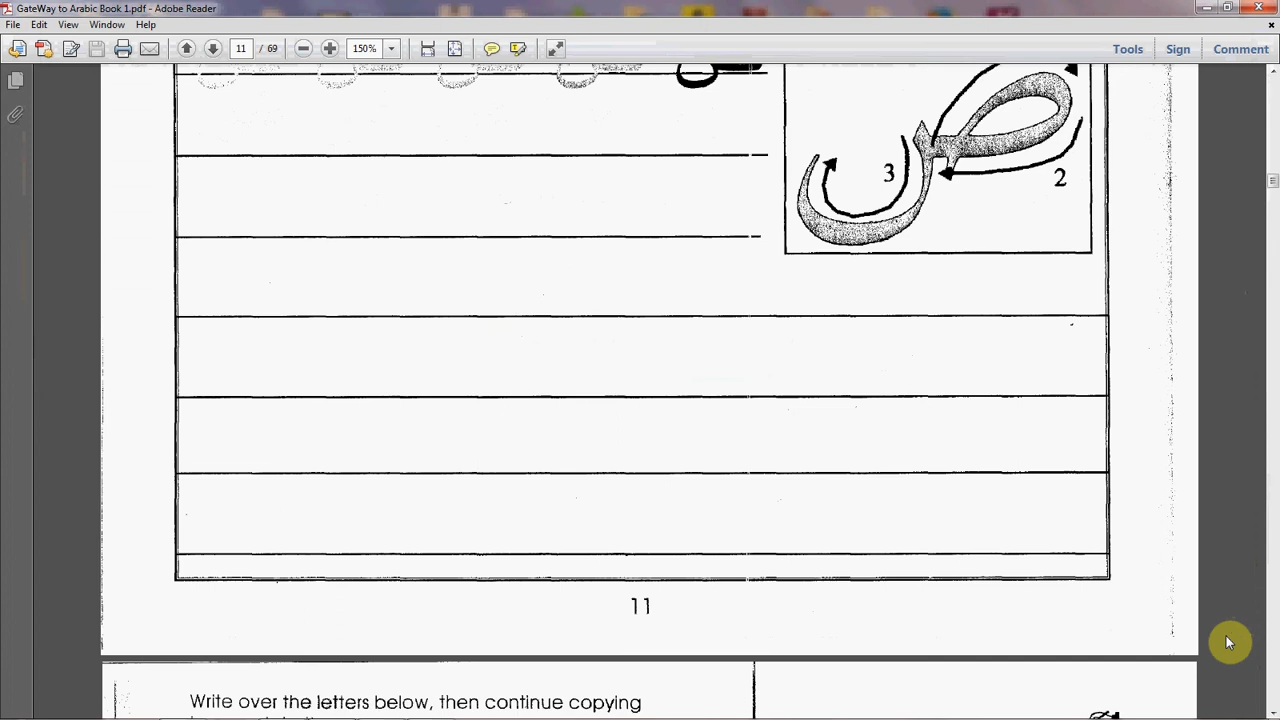 GateWay to Arabic Book 1.pdf - Adobe Reader
File Edit View Window Help
11 / 69 150% Tools Sign Comment
ص
3
2
11
Write over the letters below, then continue copying